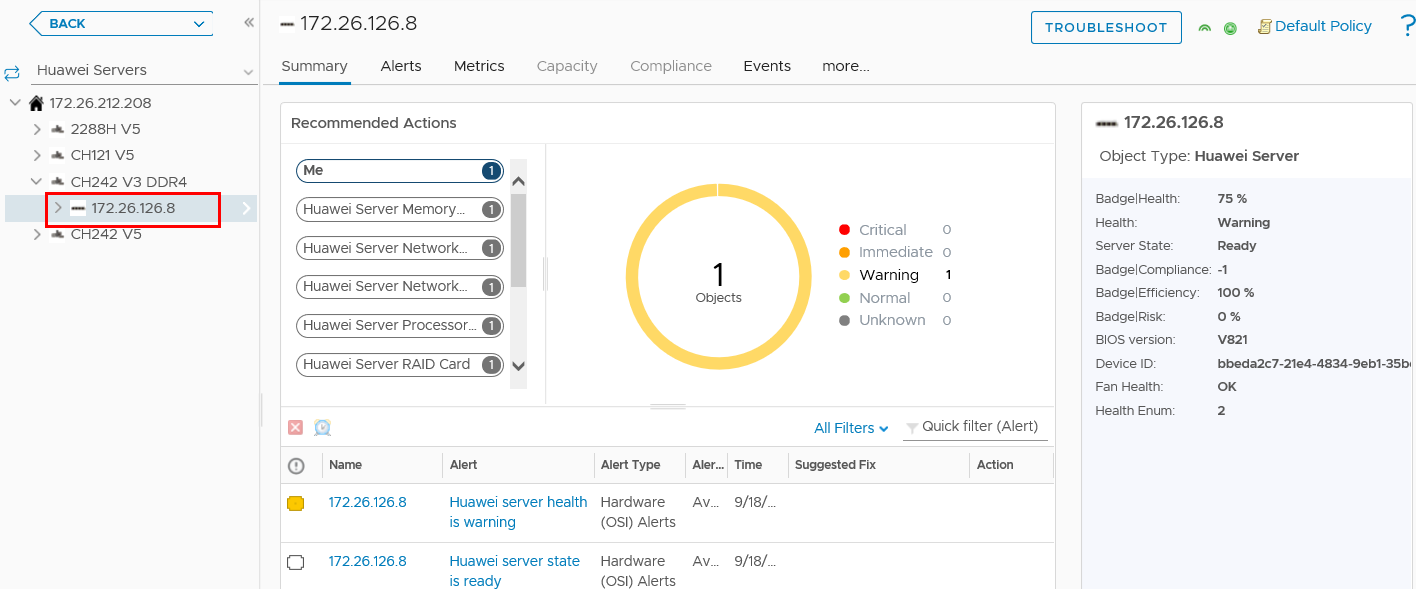 BACK
Huawei Servers
172.26.212.208
2288H V5
CH121 V5
CH242 V3 DDR4
172.26.126.8
CH242 V5
172.26.126.8
TROUBLESHOOT
Default Policy
?
Summary Alerts Metrics Capacity Compliance Events more...
Recommended Actions
Me 1
Huawei Server Memory... 1
Huawei Server Network... 1
Huawei Server Network... 1
Huawei Server Processor... 1
Huawei Server RAID Card 1
1
Objects
Critical 0
Immediate 0
Warning 1
Normal 0
Unknown 0
All Filters
Quick filter (Alert)
Name Alert Alert Type Aler... Time Suggested Fix Action
172.26.126.8 Huawei server health Hardware Av... 9/18/...
is warning (OSI) Alerts
172.26.126.8 Huawei server state Hardware Av... 9/18/...
is ready (OSI) Alerts
172.26.126.8
Object Type: Huawei Server
Badge|Health: 75 %
Health: Warning
Server State: Ready
Badge|Compliance: -1
Badge|Efficiency: 100 %
Badge|Risk: 0 %
BIOS version: V821
Device ID: bbeda2c7-21e4-4834-9eb1-35b
Fan Health: OK
Health Enum: 2